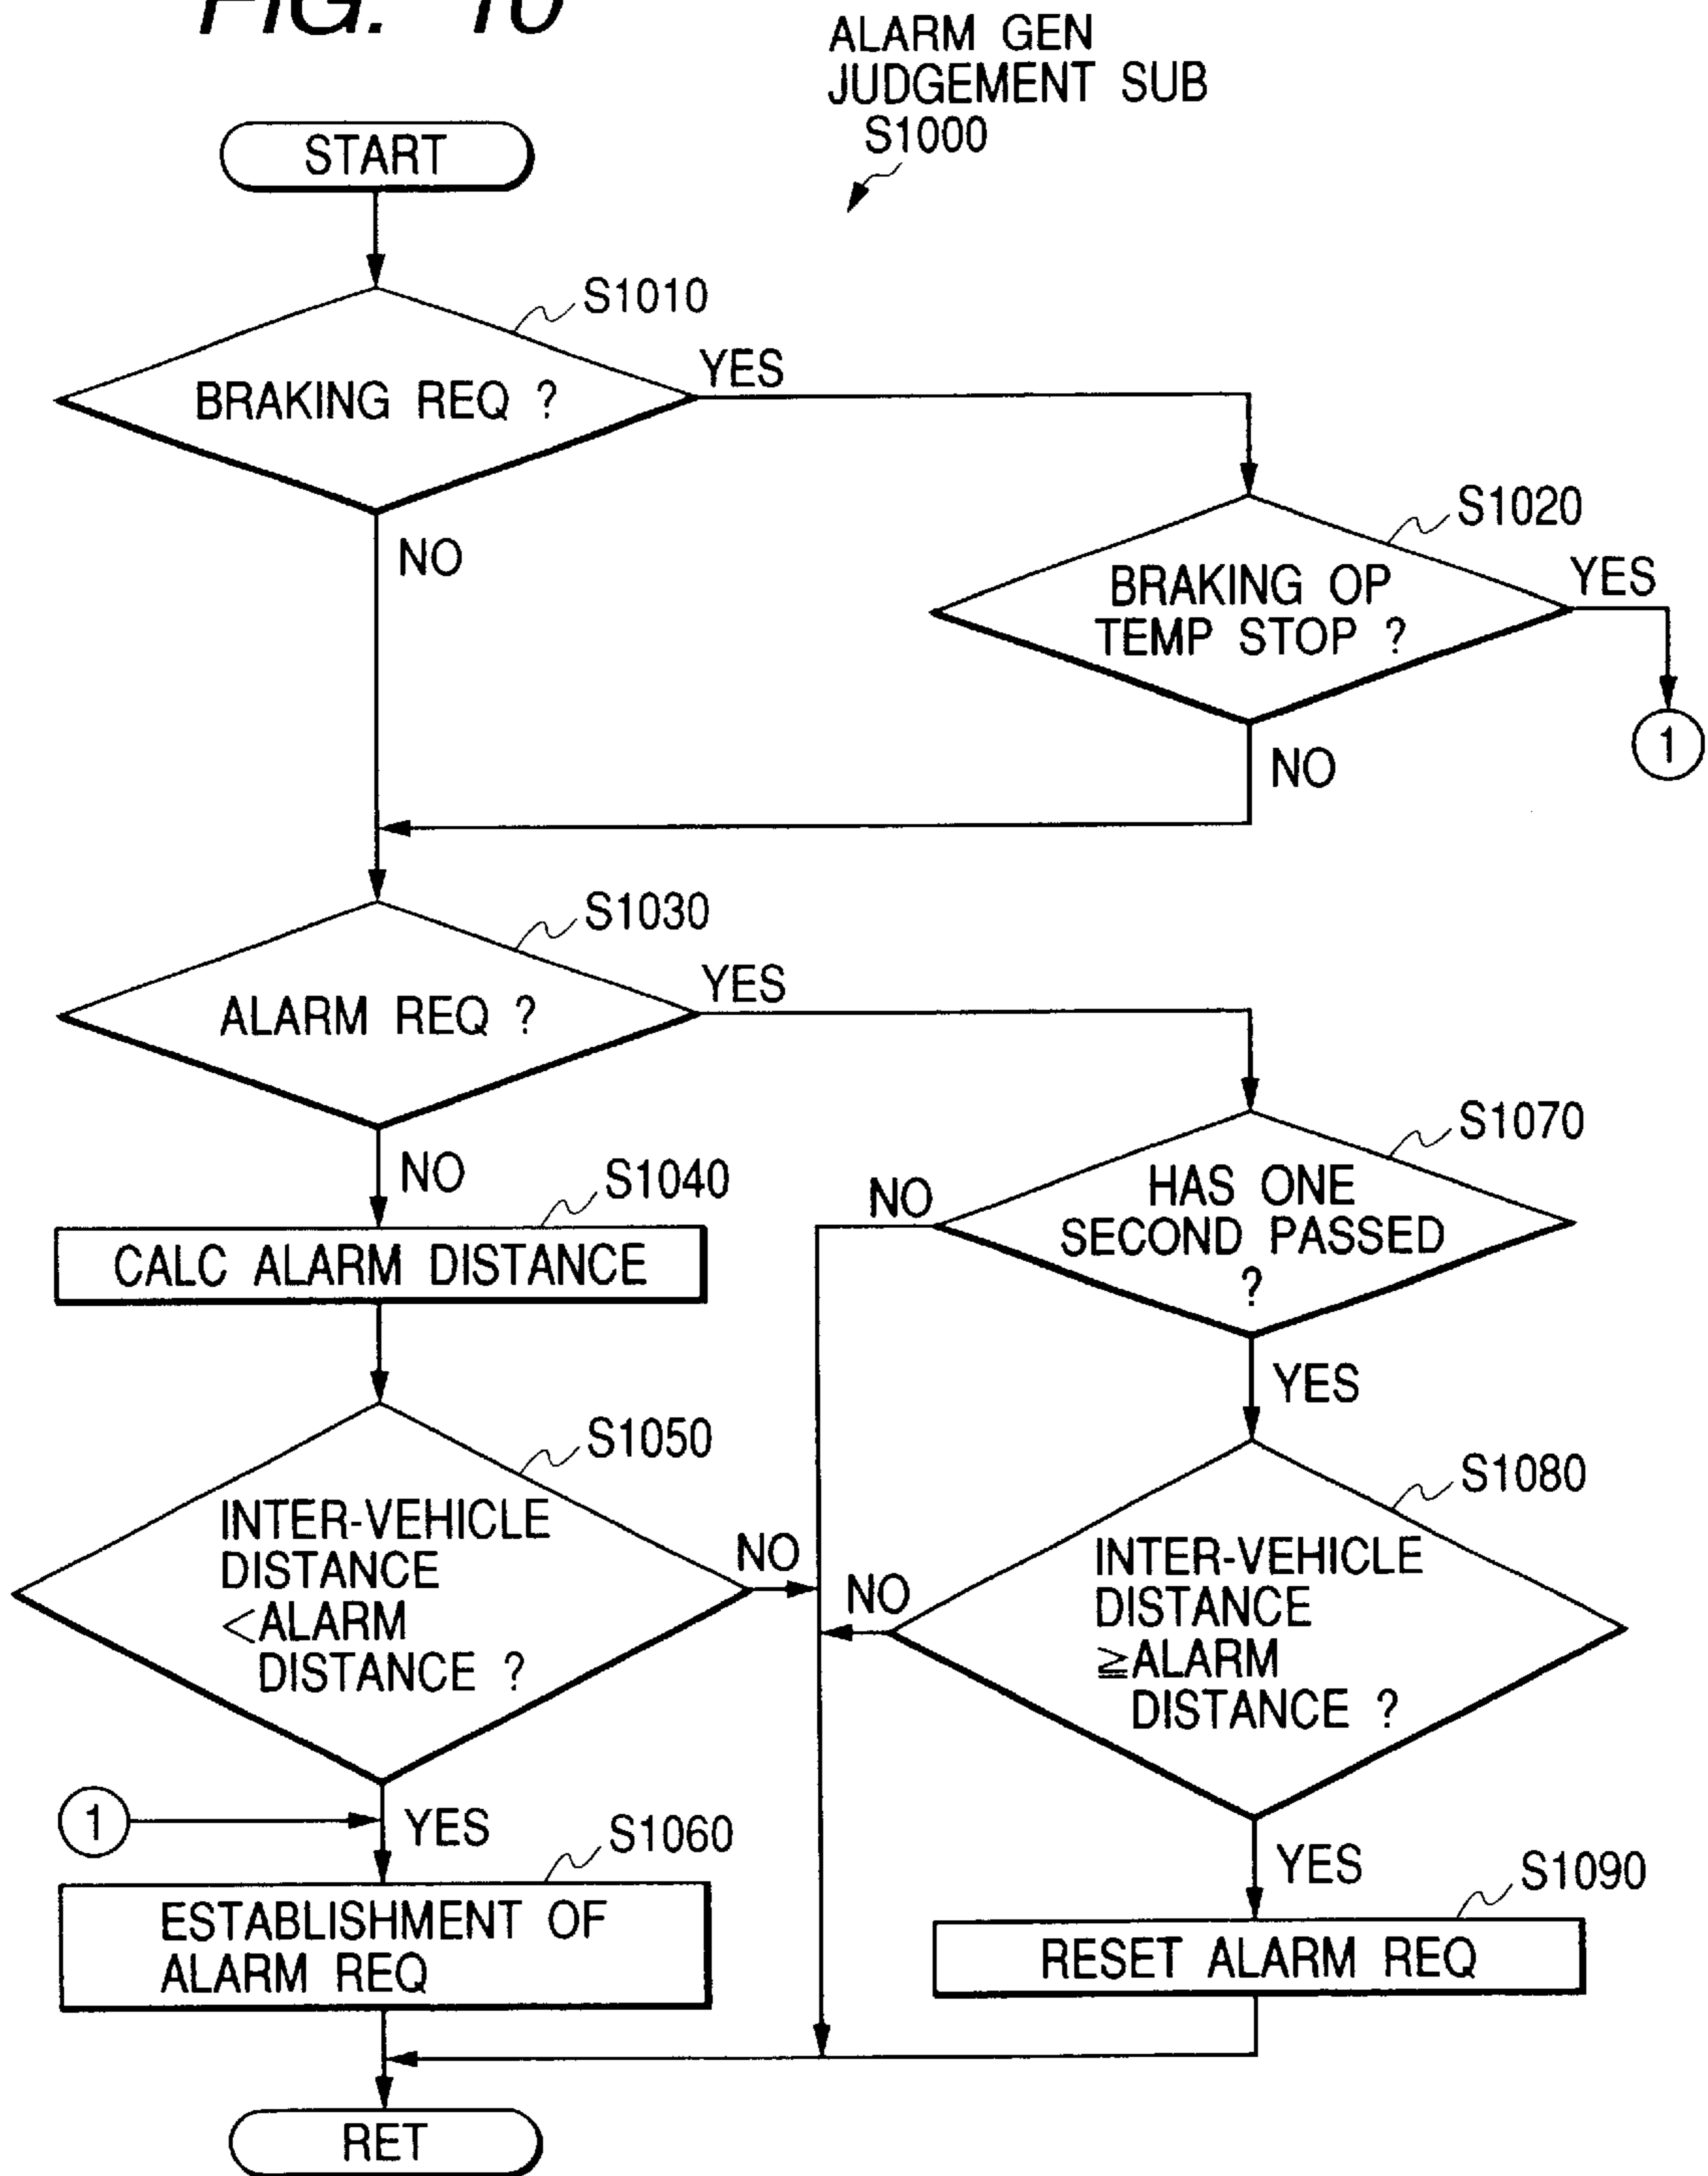 FIG. 10
ALARM GEN
JUDGEMENT SUB
S1000
START
S1010
BRAKING REQ ?
YES
NO
S1020
BRAKING OP
TEMP STOP ?
YES
1
NO
S1030
ALARM REQ ?
YES
NO
S1040
CALC ALARM DISTANCE
S1070
HAS ONE
SECOND PASSED
?
NO
YES
S1050
INTER-VEHICLE
DISTANCE
<ALARM
DISTANCE ?
NO
S1080
INTER-VEHICLE
DISTANCE
≧ALARM
DISTANCE ?
NO
1
YES
S1060
ESTABLISHMENT OF
ALARM REQ
YES
S1090
RESET ALARM REQ
RET